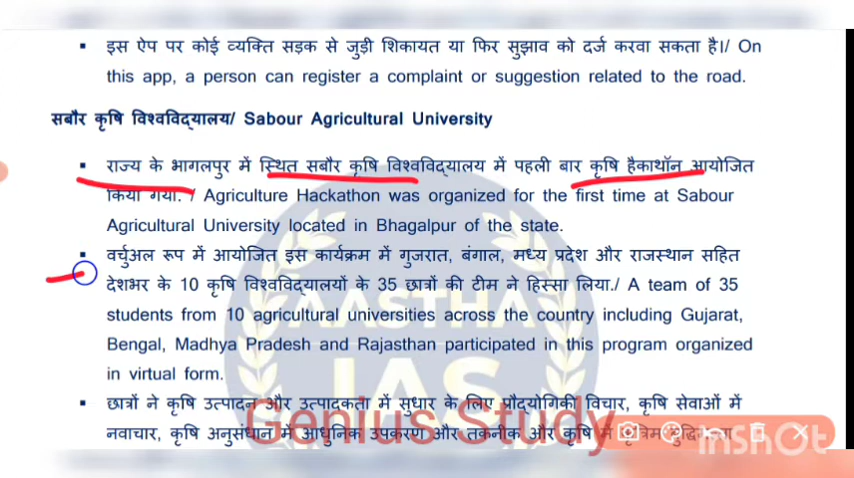 ▪ इस ऐप पर कोई व्यक्ति सड़क से जुड़ी शिकायत या फिर सुझाव को दर्ज करवा सकता है।/ On
this app, a person can register a complaint or suggestion related to the road.
सबौर कृषि विश्वविद्यालय/ Sabour Agricultural University
▪ राज्य के भागलपुर में स्थित सबौर कृषि विश्वविद्यालय में पहली बार कृषि हैकाथॉन आयोजित
किया गया. / Agriculture Hackathon was organized for the first time at Sabour
Agricultural University located in Bhagalpur of the state.
▪ वर्चुअल रूप में आयोजित इस कार्यक्रम में गुजरात, बंगाल, मध्य प्रदेश और राजस्थान सहित
देशभर के 10 कृषि विश्वविद्यालयों के 35 छात्रों की टीम ने हिस्सा लिया./ A team of 35
students from 10 agricultural universities across the country including Gujarat,
Bengal, Madhya Pradesh and Rajasthan participated in this program organized
in virtual form.
▪ छात्रों ने कृषि उत्पादन और उत्पादकता में सुधार के लिए प्रौद्योगिकी विचार, कृषि सेवाओं में
नवाचार, कृषि अनुसंधान में आधुनिक उपकरण और तकनीक और कृषि में
AASTHA
IAS
Genius Study
inshot